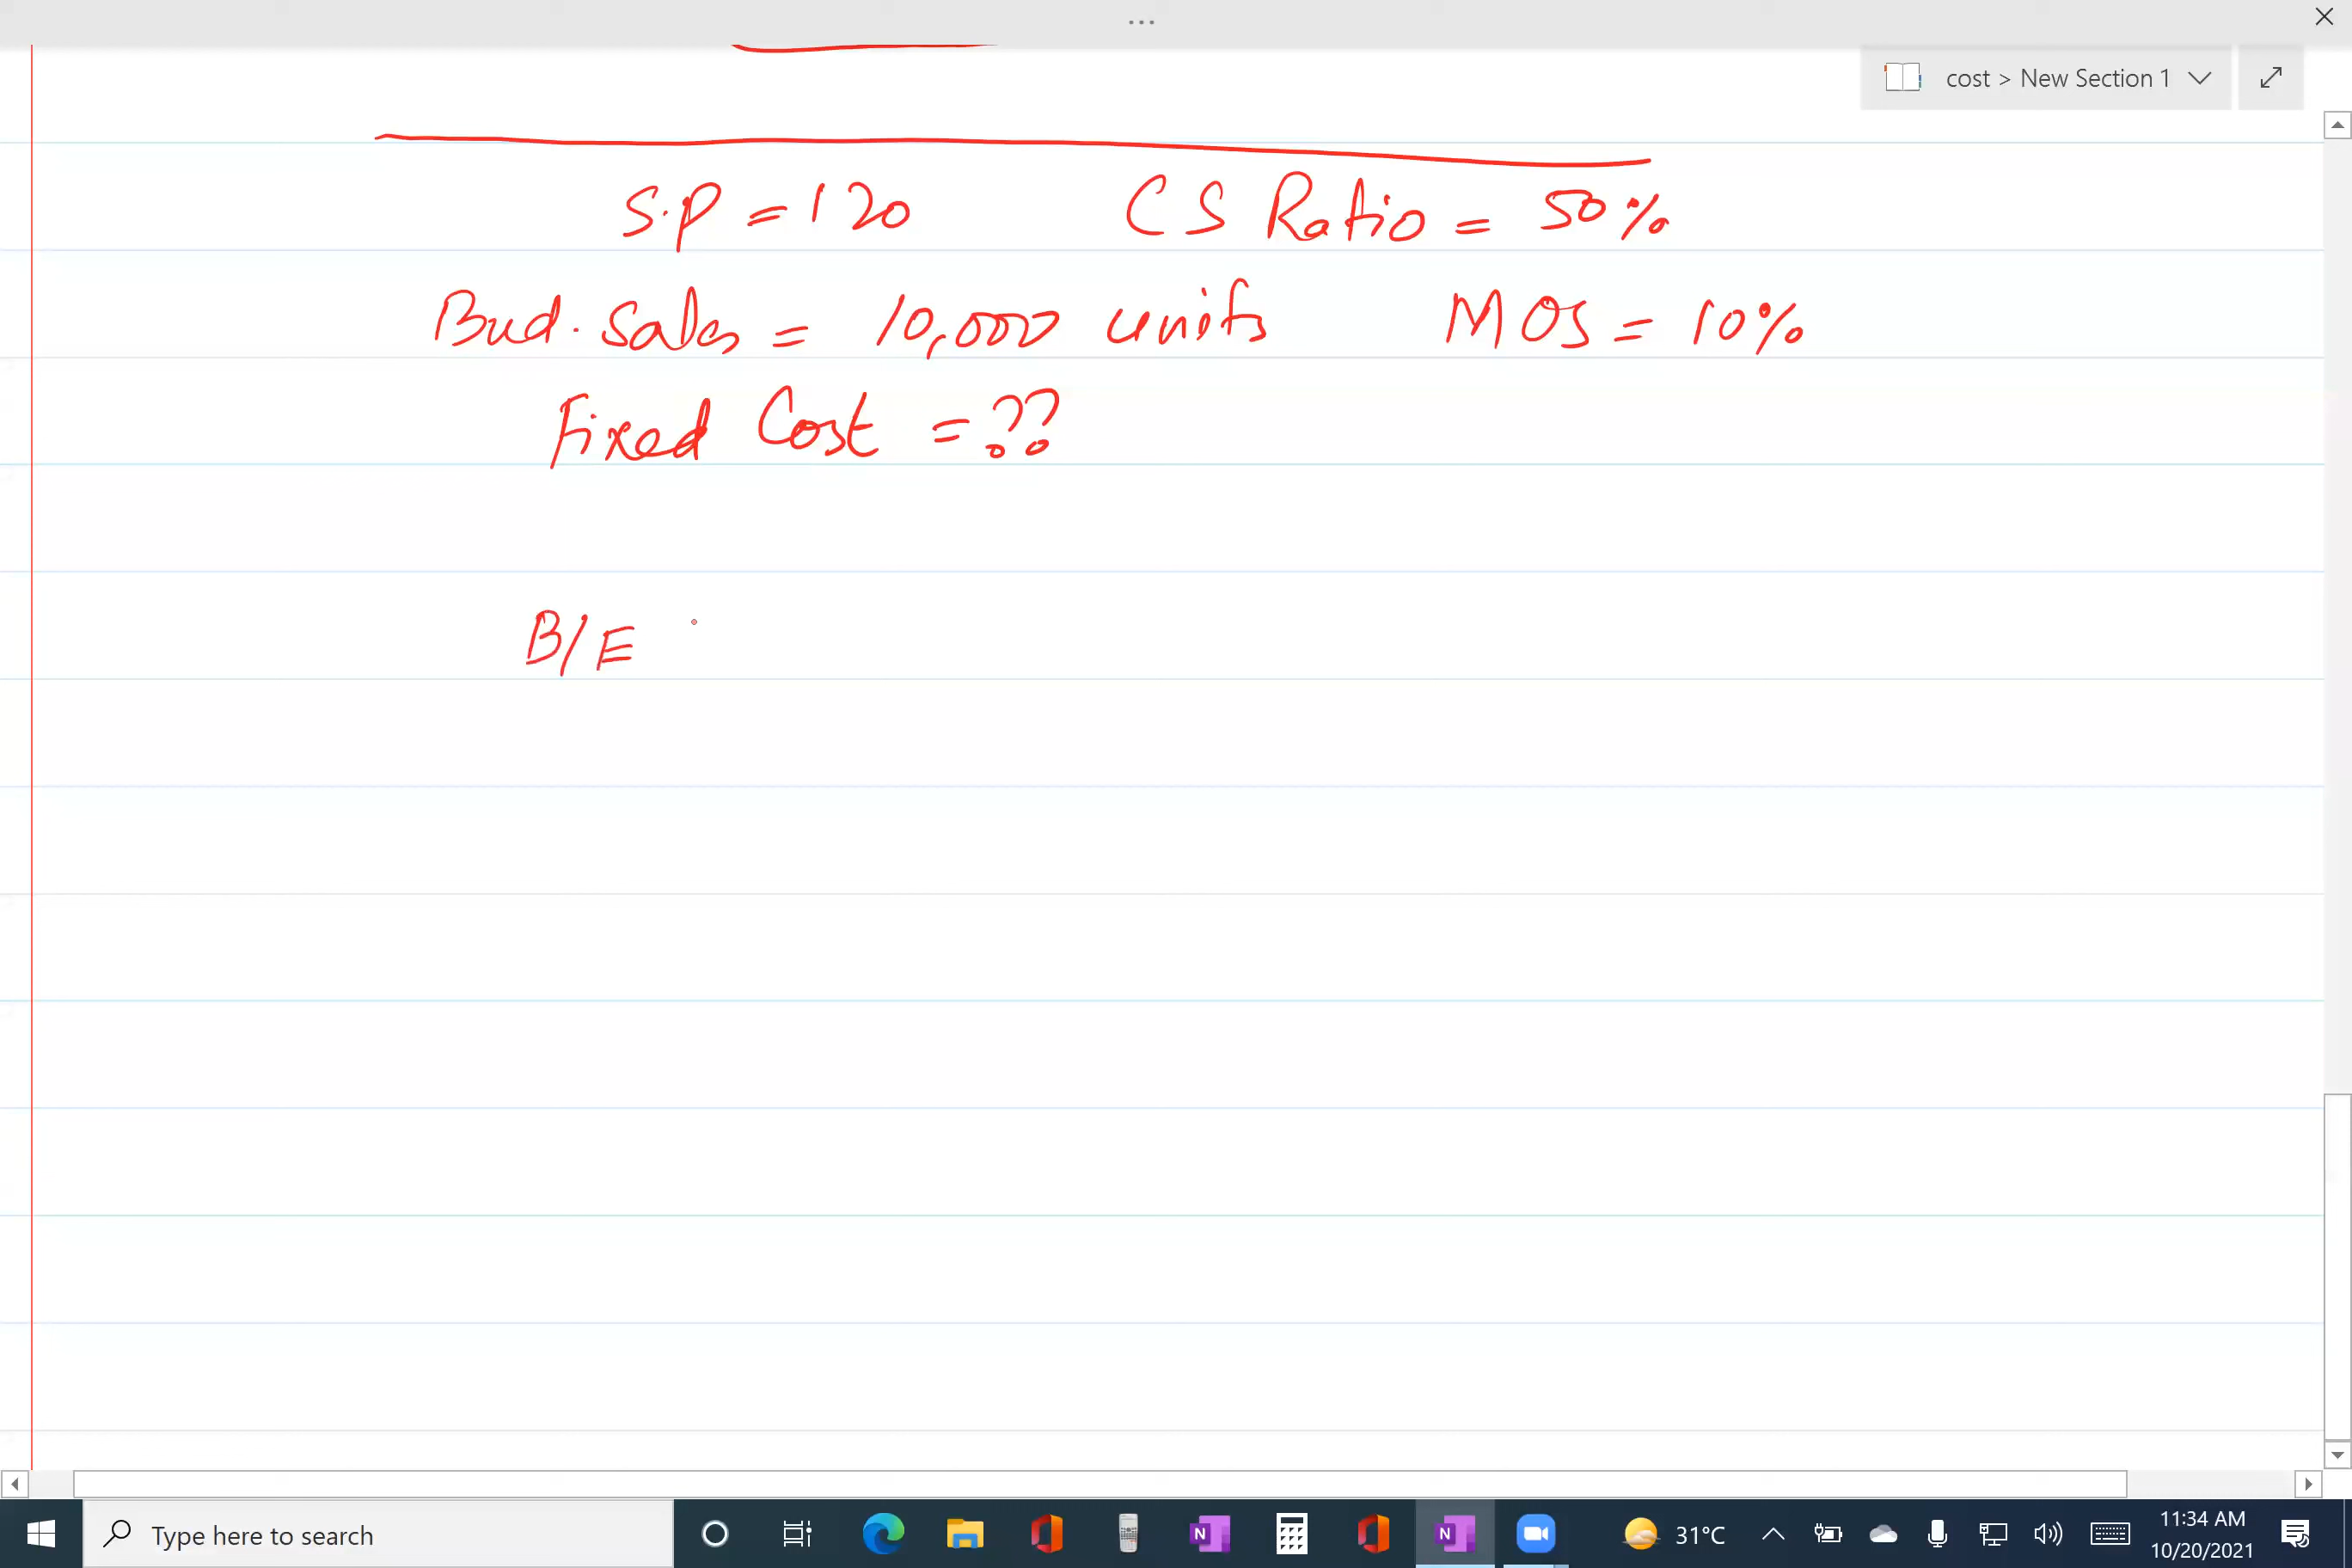 cost > New Section 1
S.P = 120 CS Ratio = 50%
Bud. Sales = 10,000 units MOS = 10%
Fixed Cost = ??
B/E
Type here to search
31°C
11:34 AM
10/20/2021